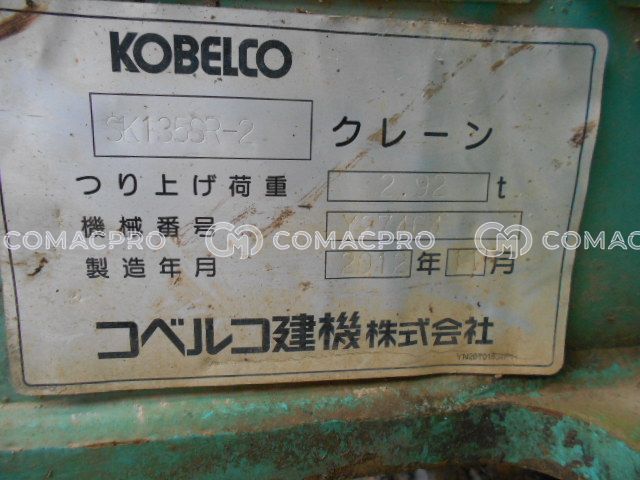 KOBELCO
SK135SR-2 クレーン
つり上げ荷重 2.92 t
機械番号
COMACPRO COMACPRO COMACPRO
製造年月 2012 年 月
コベルコ建機株式会社